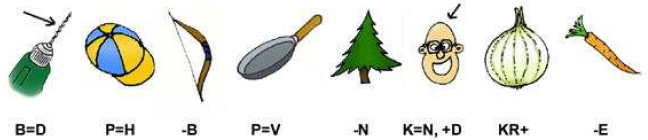 B=D P=H -B P=V -N K=N, +D KR+ -E